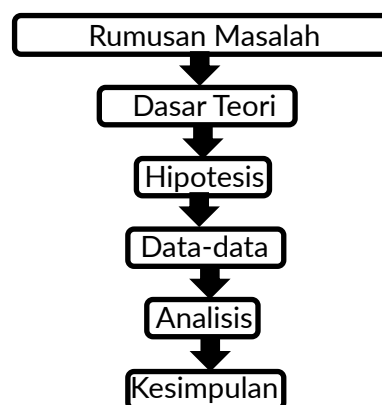 Rumusan Masalah
Dasar Teori
Hipotesis
Data-data
Analisis
Kesimpulan